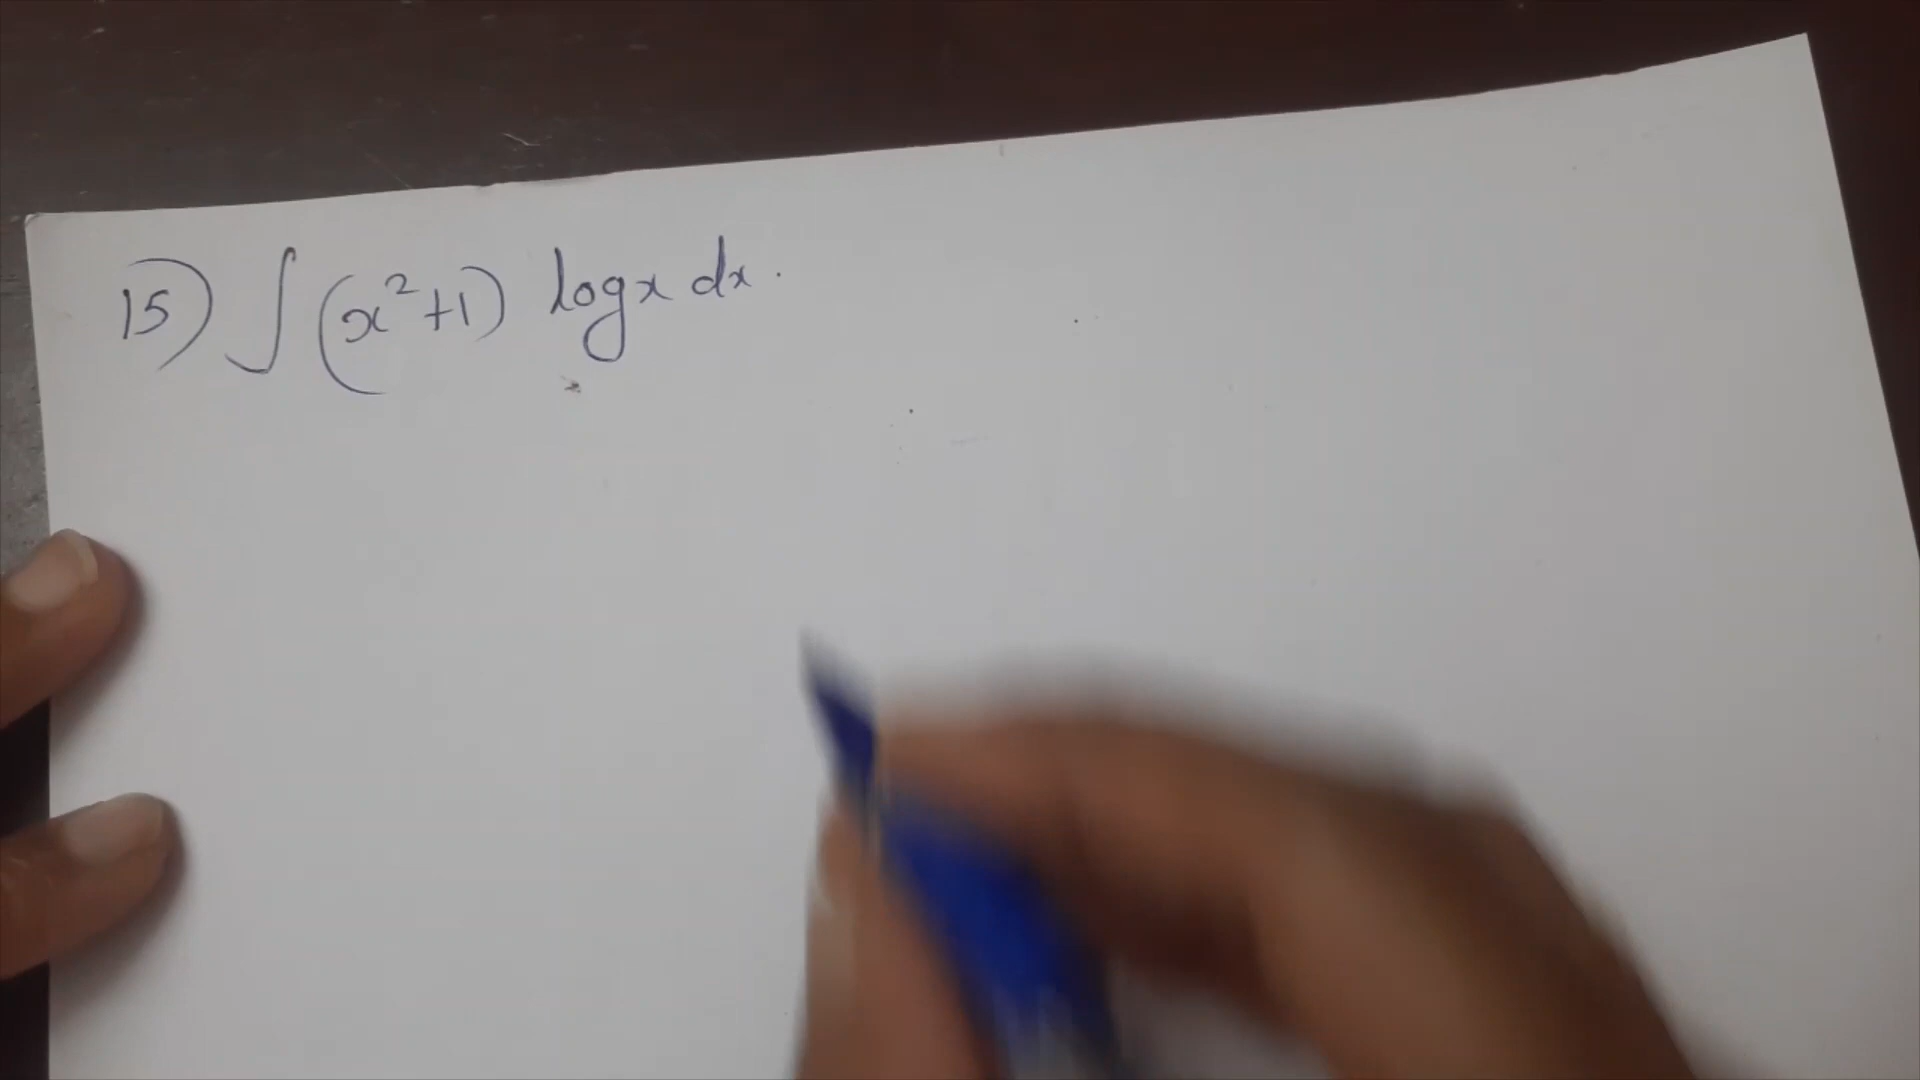 15) ∫(x²+1) logx dx.